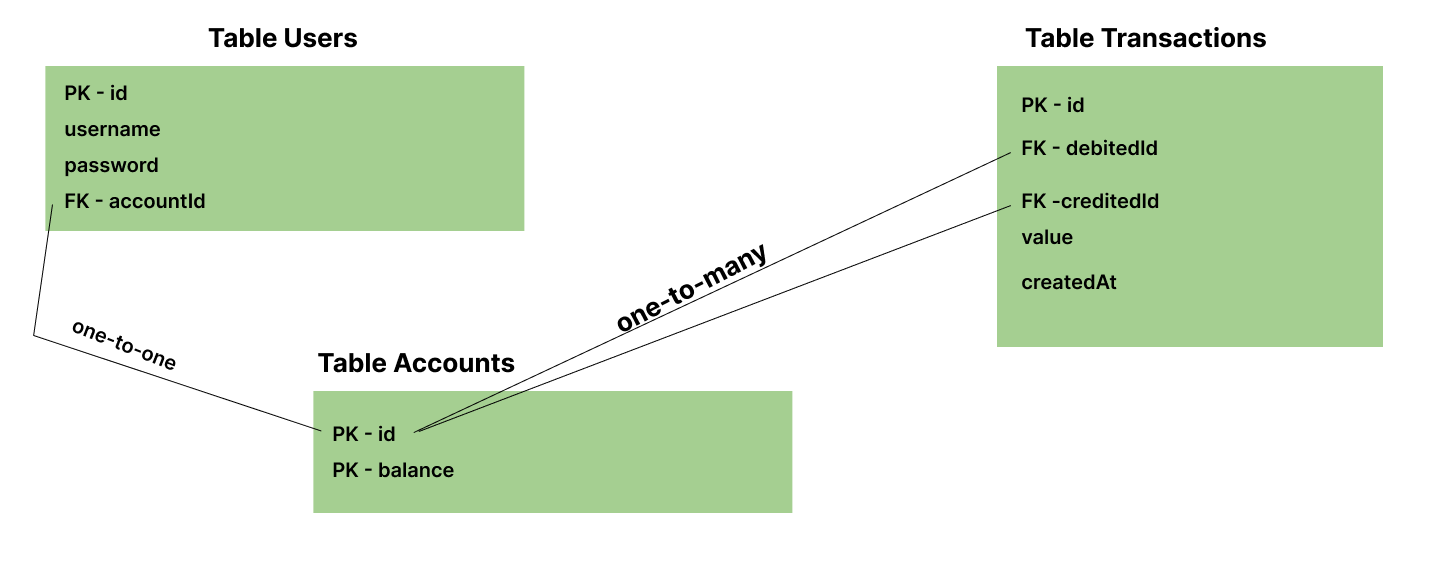 Table Users
PK - id
username
password
FK - accountId
one-to-one
Table Accounts
PK - id
PK - balance
one-to-many
Table Transactions
PK - id
FK - debitedId
FK -creditedId
value
createdAt